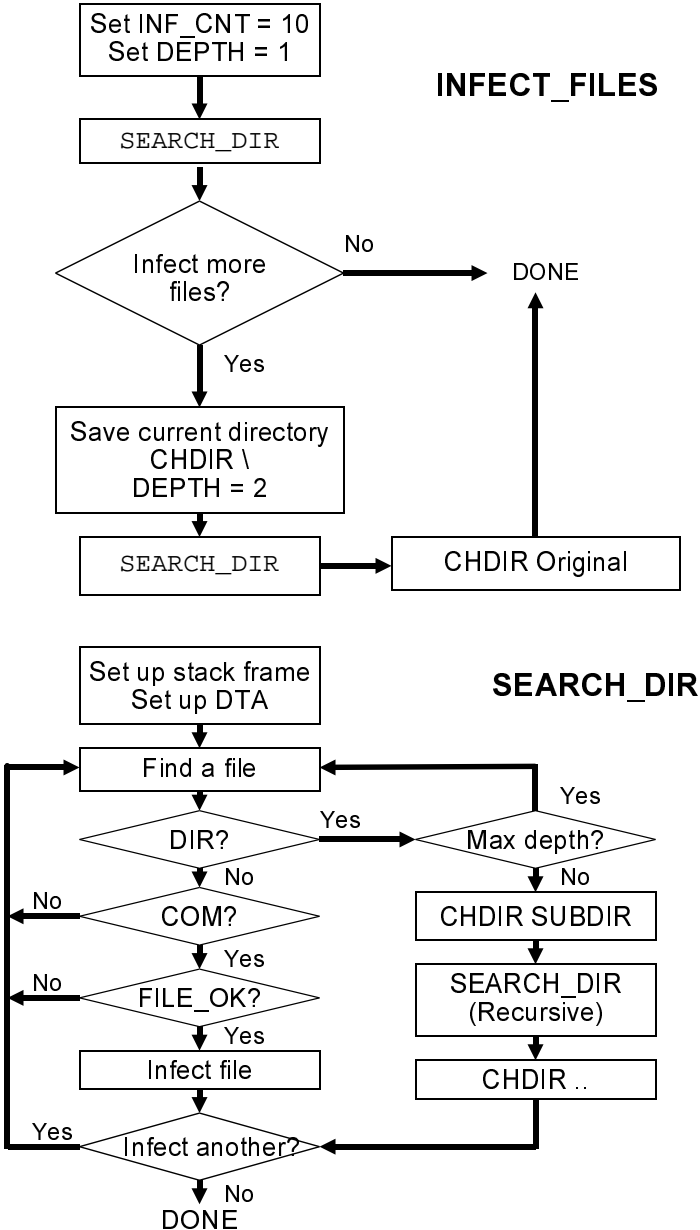 Set INF_CNT = 10
Set DEPTH = 1
INFECT_FILES
SEARCH_DIR
No
Infect more
files?
DONE
Yes
Save current directory
CHDIR \
DEPTH = 2
SEARCH_DIR
CHDIR Original
Set up stack frame
Set up DTA
SEARCH_DIR
Find a file
Yes
Yes
DIR?
Max depth?
No
No
No
COM?
CHDIR SUBDIR
Yes
No
FILE_OK?
SEARCH_DIR
(Recursive)
Yes
Infect file
CHDIR ..
Yes
Infect another?
No
DONE